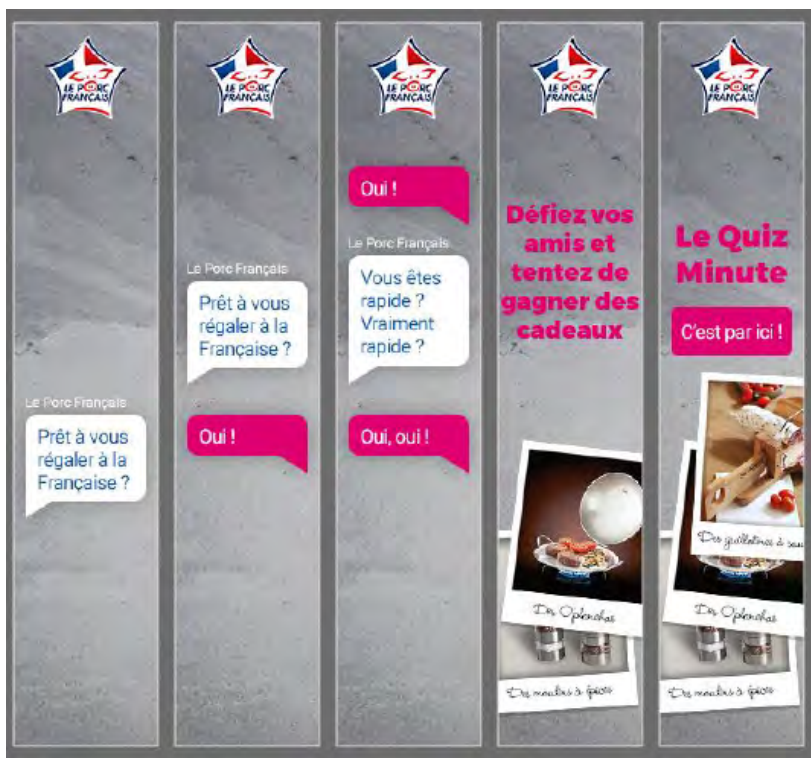 LE PORC
FRANÇAIS
Le Porc Français
Prêt à vous
régaler à la
Française ?
LE PORC
FRANÇAIS
Le Porc Français
Prêt à vous
régaler à la
Française ?
Oui !
LE PORC
FRANÇAIS
Oui !
Le Porc Français
Vous êtes
rapide ?
Vraiment
rapide ?
Oui, oui !
LE PORC
FRANÇAIS
Défiez vos
amis et
tentez de
gagner des
cadeaux
Des Oplenchas
Des moulins à épices
LE PORC
FRANÇAIS
Le Quiz
Minute
C'est par ici !
Des guillotines à sau
Des Oplenchas
Des moulins à épices